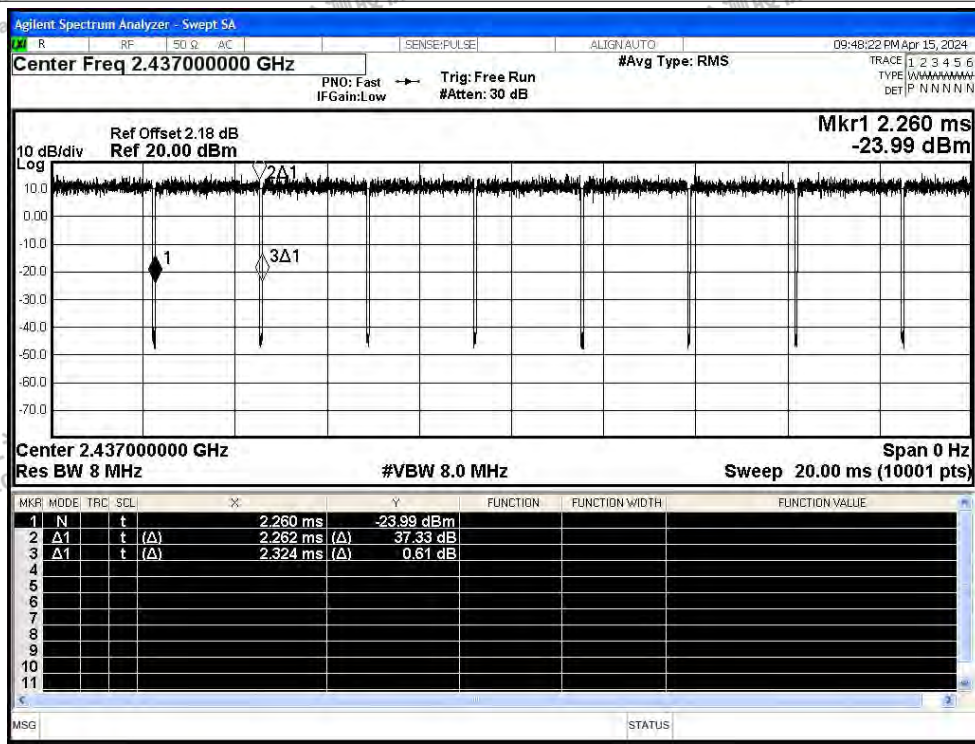 Agilent Spectrum Analyzer - Swept SA
R RF 50 Ω AC SENSE:PULSE ALIGN AUTO 09:48:22 PM Apr 15, 2024
Center Freq 2.437000000 GHz #Avg Type: RMS TRACE 1 2 3 4 5 6
PNO: Fast Trig: Free Run TYPE WWWWWW
IFGain:Low #Atten: 30 dB DET P N N N N N
Ref Offset 2.18 dB Mkr1 2.260 ms
10 dB/div Ref 20.00 dBm -23.99 dBm
Log
2Δ1
10.0
0.00
1 3Δ1
-10.0
-20.0
-30.0
-40.0
-50.0
-60.0
-70.0
Center 2.437000000 GHz Span 0 Hz
Res BW 8 MHz #VBW 8.0 MHz Sweep 20.00 ms (10001 pts)
MKR MODE TRC SCL X Y FUNCTION FUNCTION WIDTH FUNCTION VALUE
1 N t 2.260 ms -23.99 dBm
2 Δ1 t (Δ) 2.262 ms (Δ) 37.33 dB
3 Δ1 t (Δ) 2.324 ms (Δ) 0.61 dB
4
5
6
7
8
9
10
11
MSG STATUS